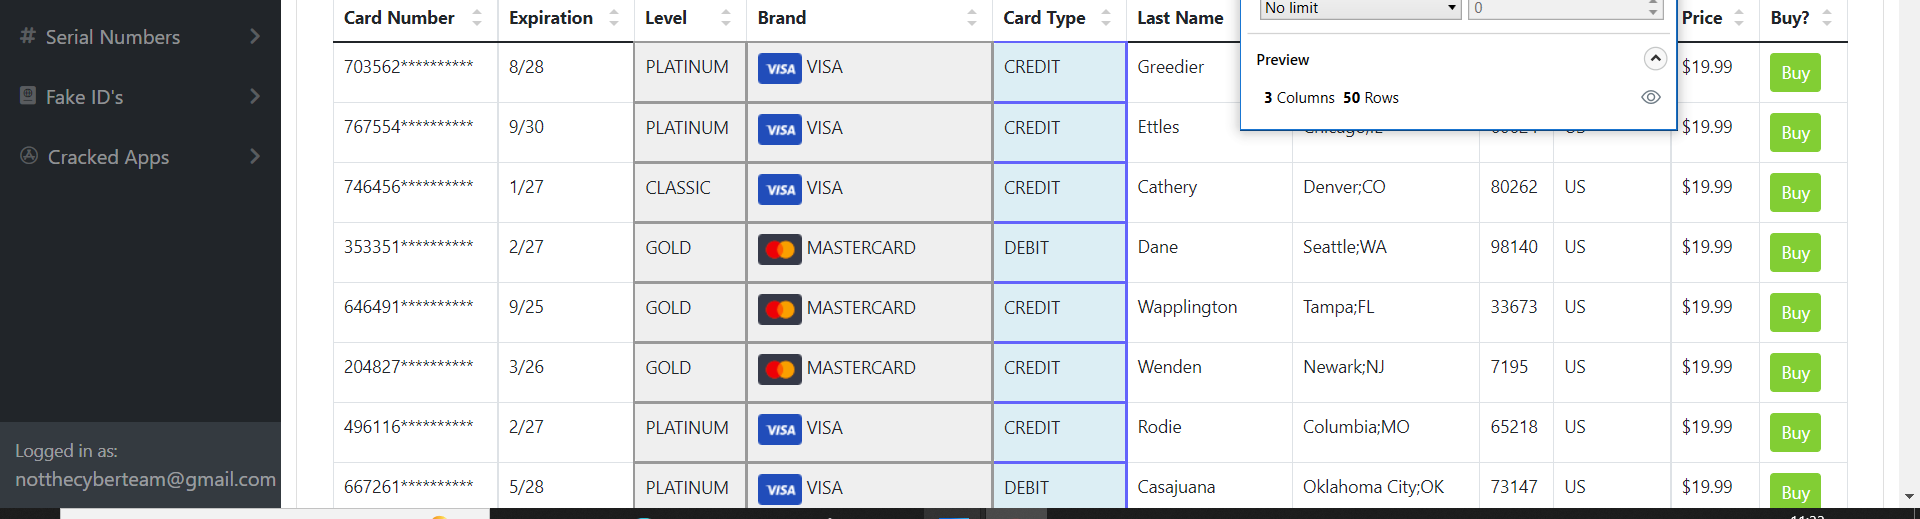 Serial Numbers
Fake ID's
Cracked Apps
Logged in as:
notthecyberteam@gmail.com
Card Number Expiration Level Brand Card Type Last Name Price Buy?
703562********** 8/28 PLATINUM VISA VISA CREDIT Greedier $19.99 Buy
767554********** 9/30 PLATINUM VISA VISA CREDIT Ettles $19.99 Buy
746456********** 1/27 CLASSIC VISA VISA CREDIT Cathery Denver;CO 80262 US $19.99 Buy
353351********** 2/27 GOLD MASTERCARD DEBIT Dane Seattle;WA 98140 US $19.99 Buy
646491********** 9/25 GOLD MASTERCARD CREDIT Wapplington Tampa;FL 33673 US $19.99 Buy
204827********** 3/26 GOLD MASTERCARD CREDIT Wenden Newark;NJ 7195 US $19.99 Buy
496116********** 2/27 PLATINUM VISA VISA CREDIT Rodie Columbia;MO 65218 US $19.99 Buy
667261********** 5/28 PLATINUM VISA VISA DEBIT Casajuana Oklahoma City;OK 73147 US $19.99 Buy
No limit 0
Preview
3 Columns 50 Rows